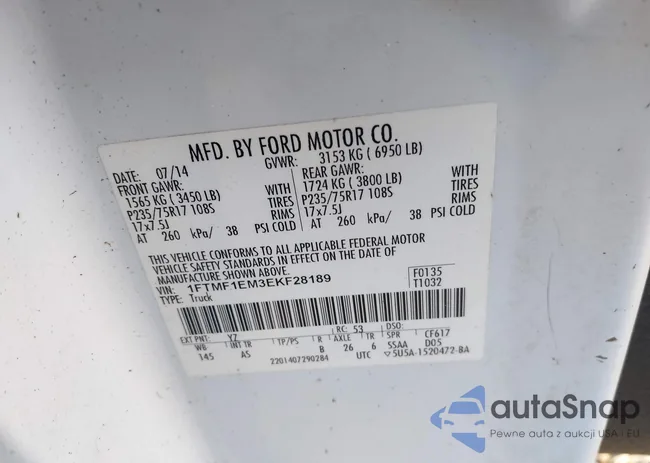 MFD. BY FORD MOTOR CO.
DATE: 07/14 GVWR: 3153 KG ( 6950 LB)
FRONT GAWR: REAR GAWR:
1565 KG ( 3450 LB) WITH 1724 KG ( 3800 LB) WITH
P235/75R17 108S TIRES P235/75R17 108S TIRES
17x7.5J RIMS 17x7.5J RIMS
AT 260 kPa/ 38 PSI COLD AT 260 kPa/ 38 PSI COLD
THIS VEHICLE CONFORMS TO ALL APPLICABLE FEDERAL MOTOR
VEHICLE SAFETY STANDARDS IN EFFECT ON THE DATE OF
MANUFACTURE SHOWN ABOVE.
VIN: 1FTMF1EM3EKF28189 F0135
TYPE: Truck T1032
EXT PNT: YZ RC: 53 DSO:
WB INT TR TP/PS R AXLE TR SPR CF617
145 AS B 26 6 SSAA D05
2201407290284 UTC ▽5U5A-1520472-BA
autoSnap
Pewne auta z aukcji USA - EU